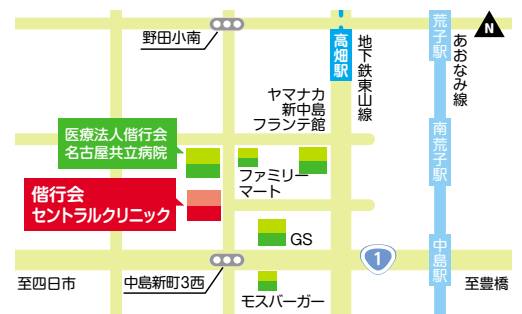 野田小南
高畑駅
地下鉄東山線
荒子駅
あおなみ線
N
ヤマナカ
新中島
フランテ館
医療法人偕行会
名古屋共立病院
ファミリー
マート
南荒子駅
偕行会
セントラルクリニック
GS
1
中島駅
至四日市
中島新町3西
至豊橋
モスバーガー